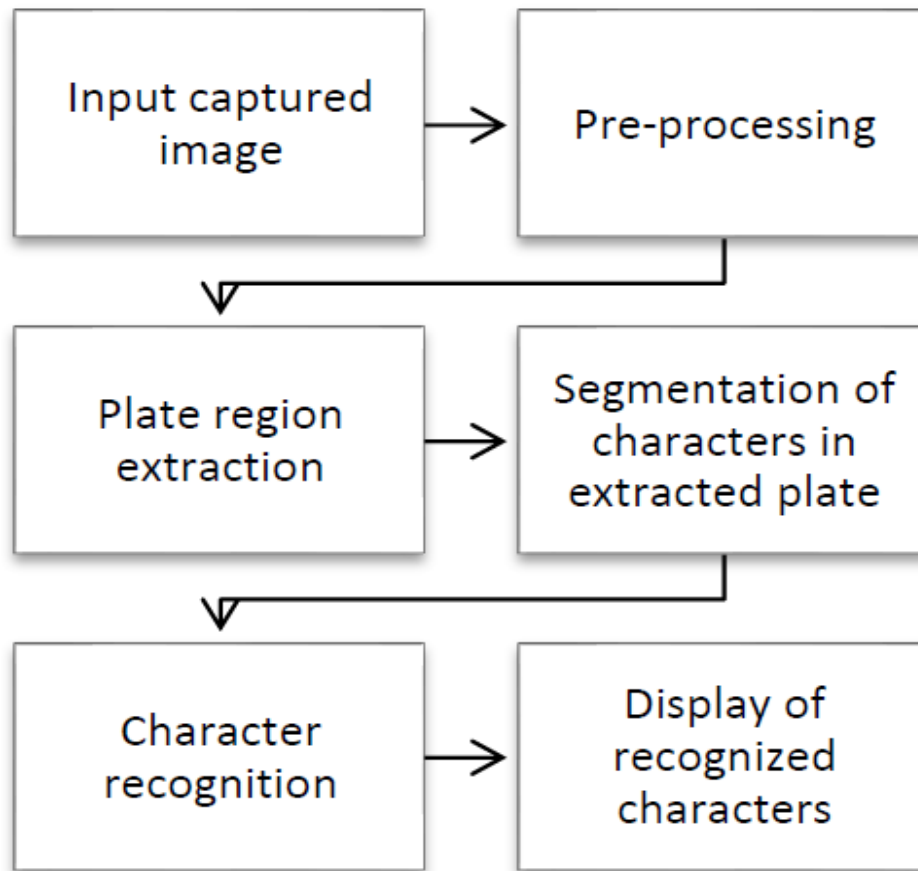 Input captured
image
Pre-processing
Plate region
extraction
Segmentation of
characters in
extracted plate
Character
recognition
Display of
recognized
characters